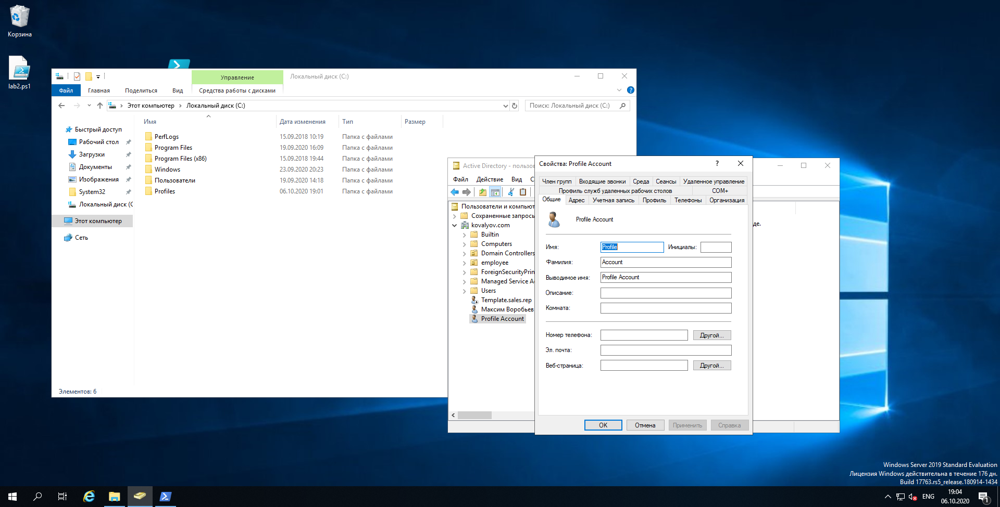 Корзина
lab2.ps1
Управление
Локальный диск (C:)
Файл
Главная
Поделиться
Вид
Средства работы с дисками
Этот компьютер
Локальный диск (C:)
Поиск: Локальный диск (C:)
Имя
Дата изменения
Тип
Размер
Быстрый доступ
Рабочий стол
Загрузки
Документы
Изображения
System32
Локальный диск (C
Этот компьютер
Сеть
PerfLogs 15.09.2018 10:19 Папка с файлами
Program Files 19.09.2020 16:09 Папка с файлами
Program Files (x86) 15.09.2018 19:44 Папка с файлами
Windows 23.09.2020 20:23 Папка с файлами
Пользователи 19.09.2020 14:18 Папка с файлами
Profiles 06.10.2020 19:01 Папка с файлами
Элементов: 6
Active Directory - пользов
Файл
Действие
Вид
С
Пользователи и компьют
Сохраненные запросы
kovalyov.com
Builtin
Computers
Domain Controllers
employee
ForeignSecurityPrin
Managed Service A
Users
Template.sales.rep
Максим Воробьев
Profile Account
де.
Свойства: Profile Account
?
Член групп
Входящие звонки
Среда
Сеансы
Удаленное управление
Профиль служб удаленных рабочих столов
COM+
Общие
Адрес
Учетная запись
Профиль
Телефоны
Организация
Profile Account
Имя: Profile Инициалы:
Фамилия: Account
Выводимое имя: Profile Account
Описание:
Комната:
Номер телефона: Другой...
Эл. почта:
Веб-страница: Другой...
OK
Отмена
Применить
Справка
Windows Server 2019 Standard Evaluation
Лицензия Windows действительна в течение 176 дн.
Build 17763.rs5_release.180914-1434
ENG
19:04
06.10.2020
1